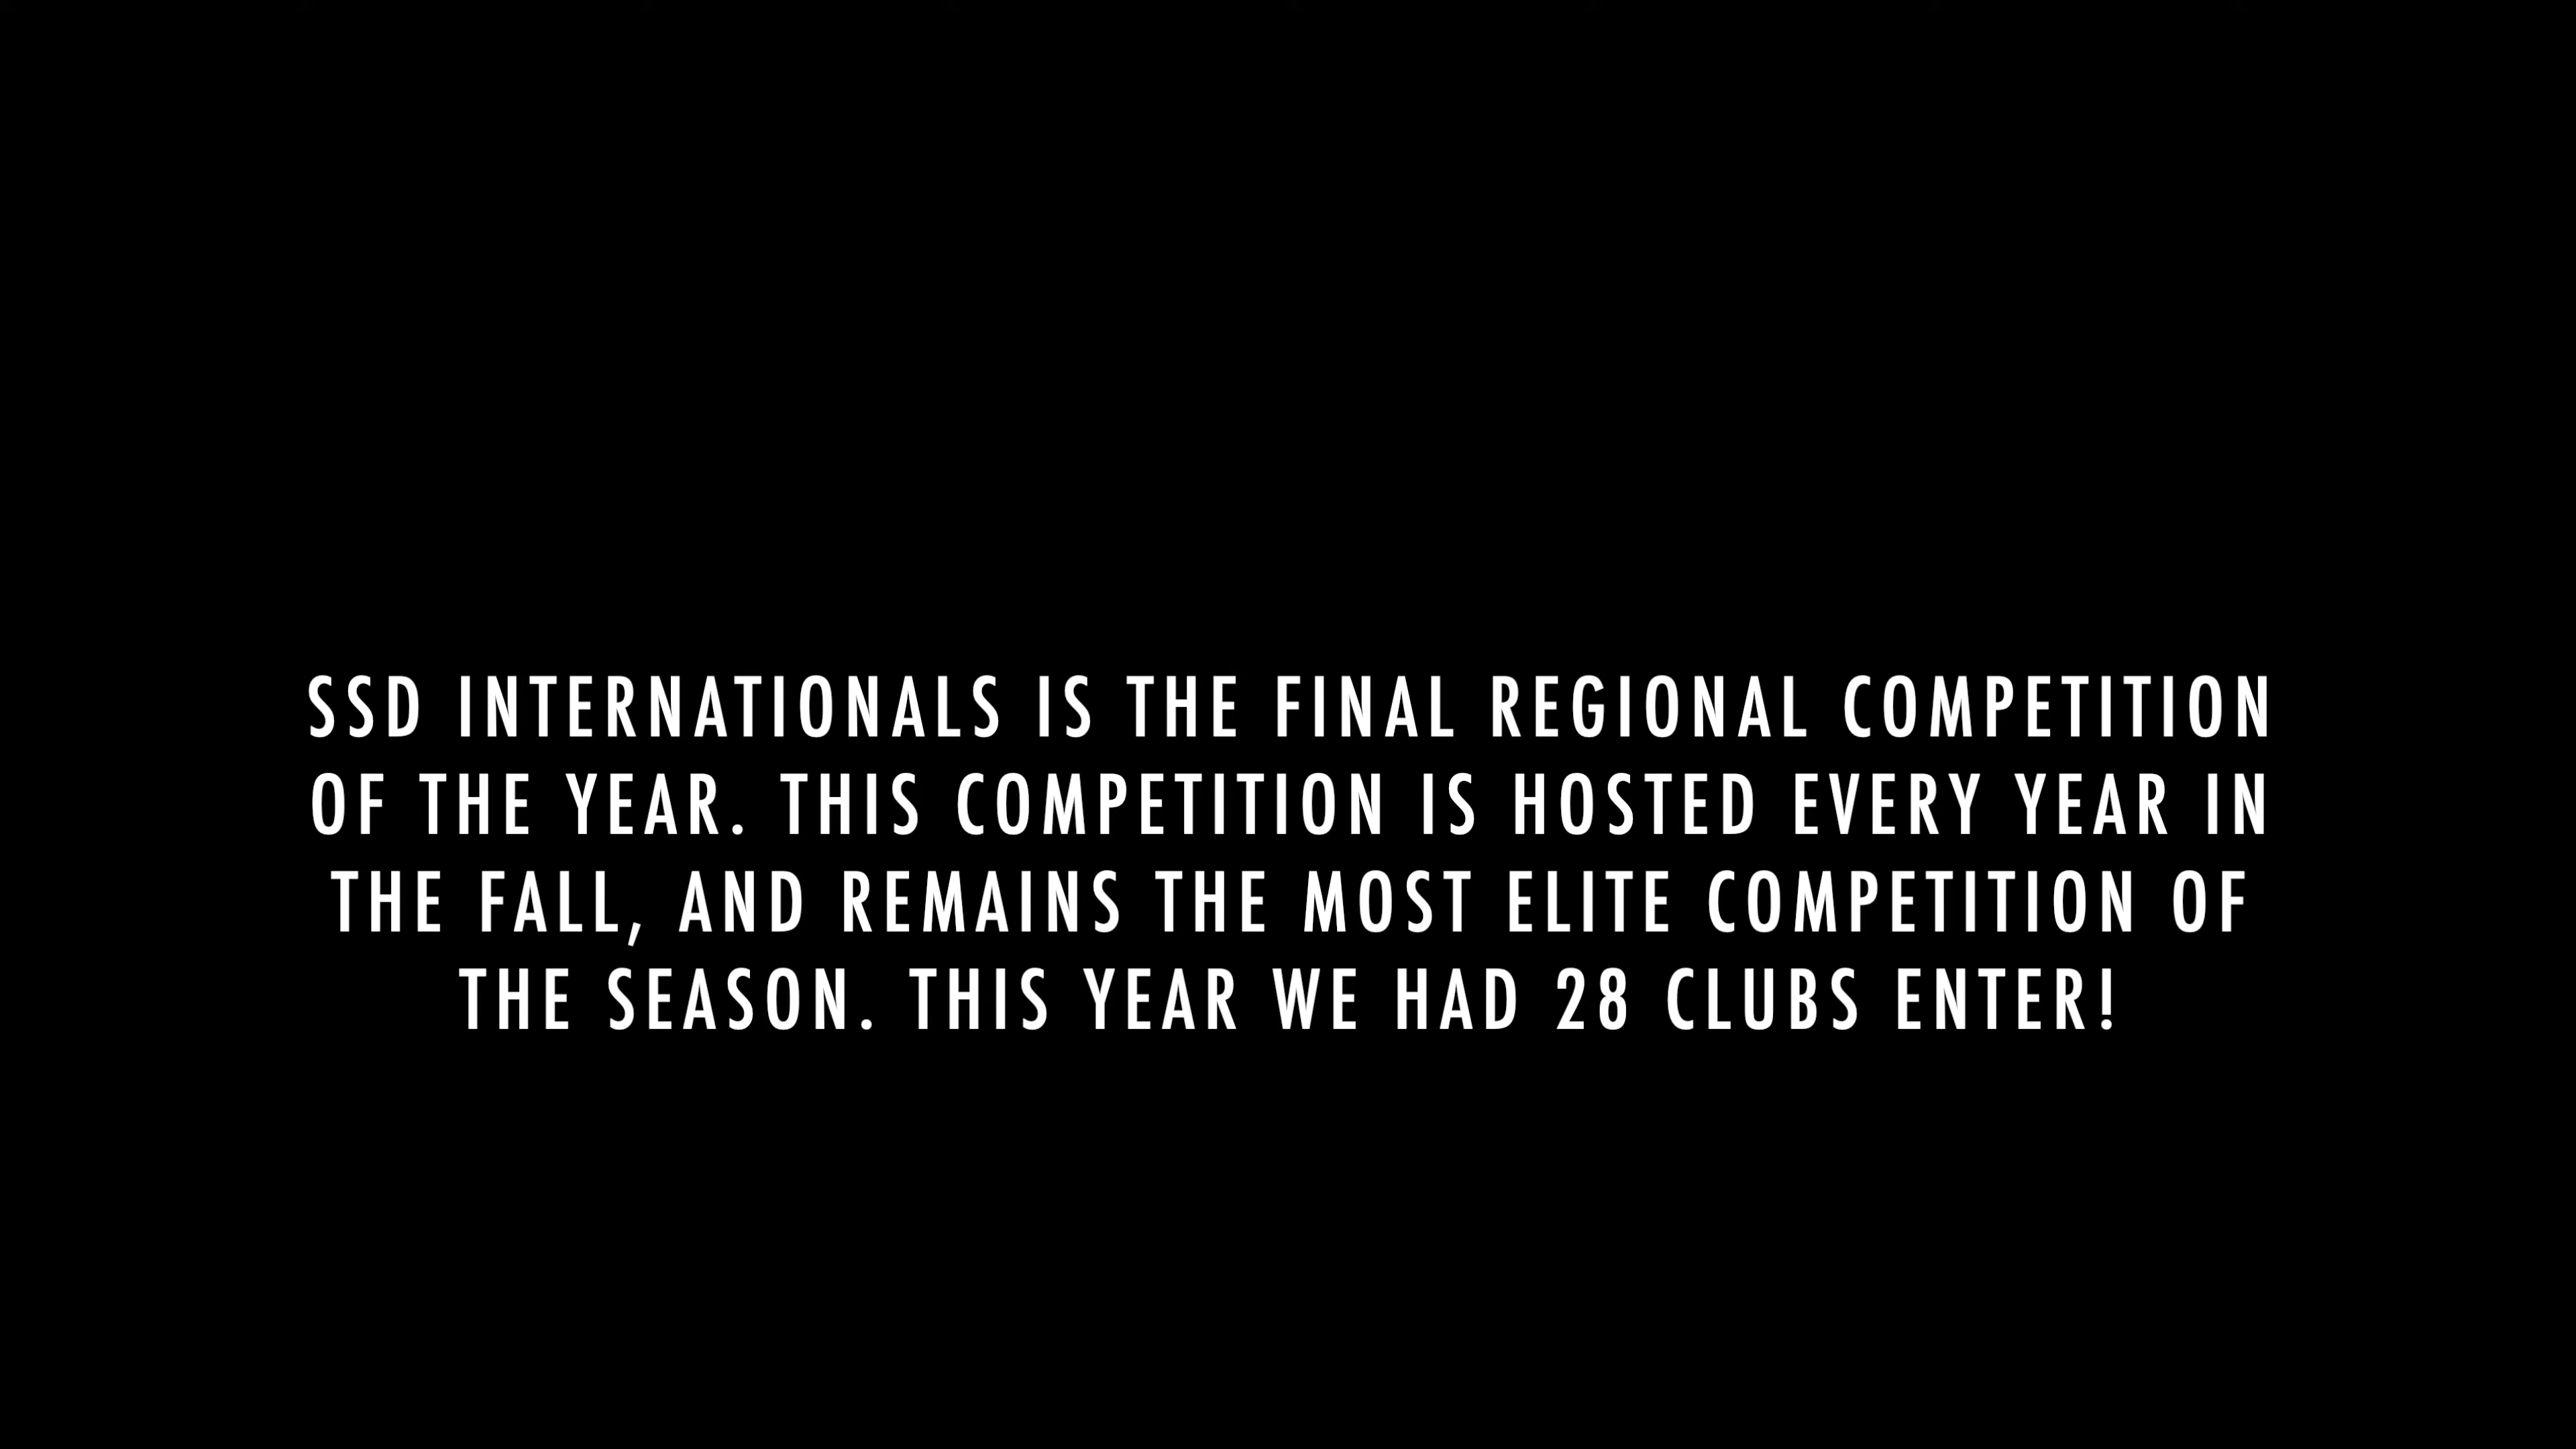 SSD INTERNATIONALS IS THE FINAL REGIONAL COMPETITION
OF THE YEAR. THIS COMPETITION IS HOSTED EVERY YEAR IN
THE FALL, AND REMAINS THE MOST ELITE COMPETITION OF
THE SEASON. THIS YEAR WE HAD 28 CLUBS ENTER!